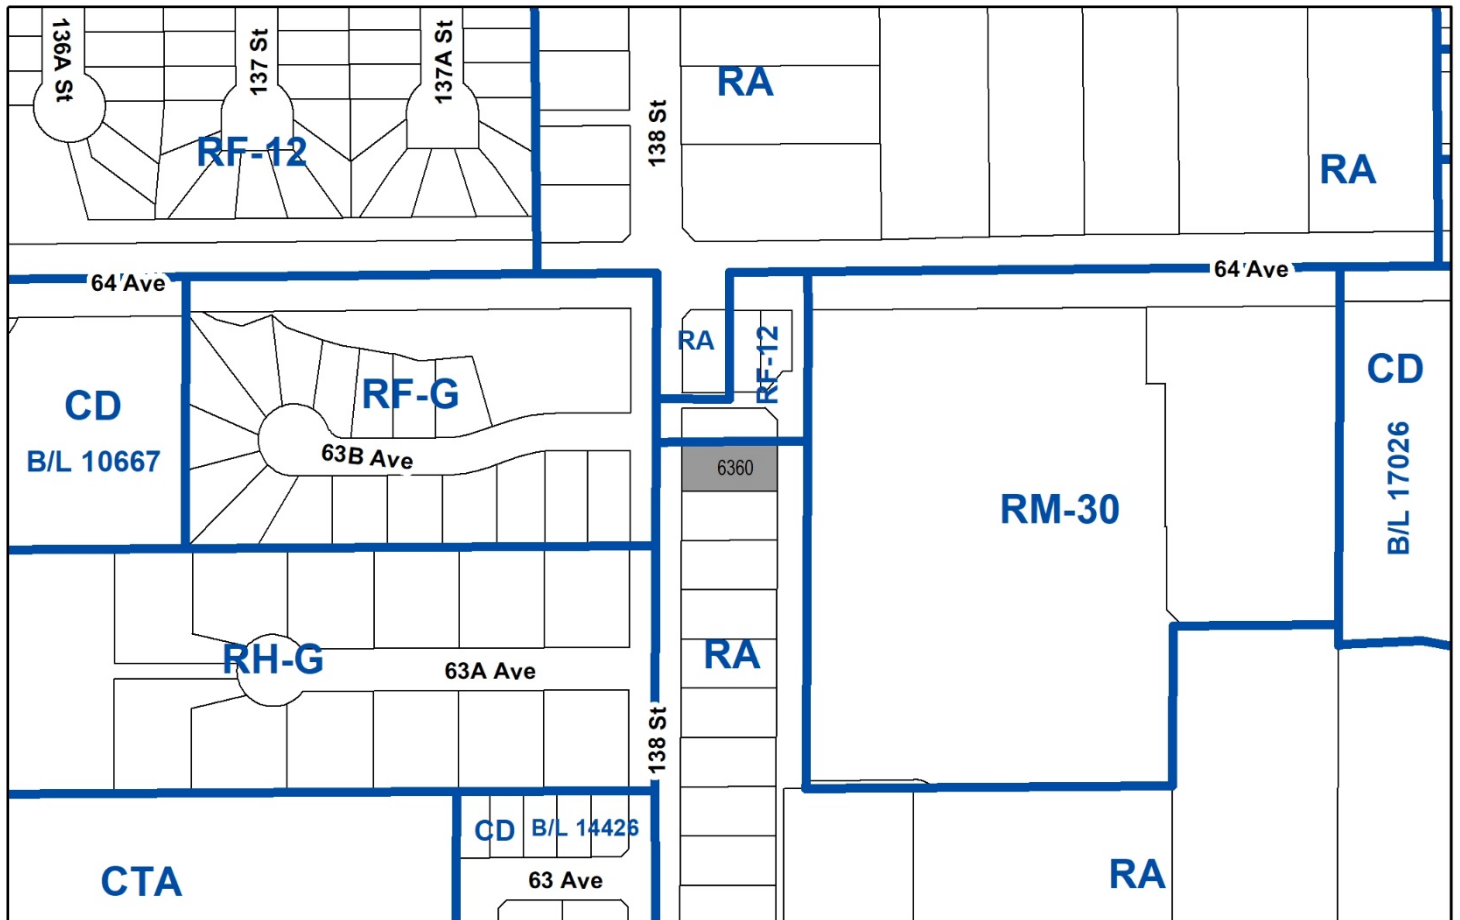 136A St
137 St
137A St
138 St
RA
RF-12
RA
64 Ave
64 Ave
RA
RF-12
CD
B/L 10667
RF-G
63B Ave
6360
RM-30
CD
B/L 17026
RH-G
63A Ave
RA
138 St
CD
B/L 14426
63 Ave
CTA
RA